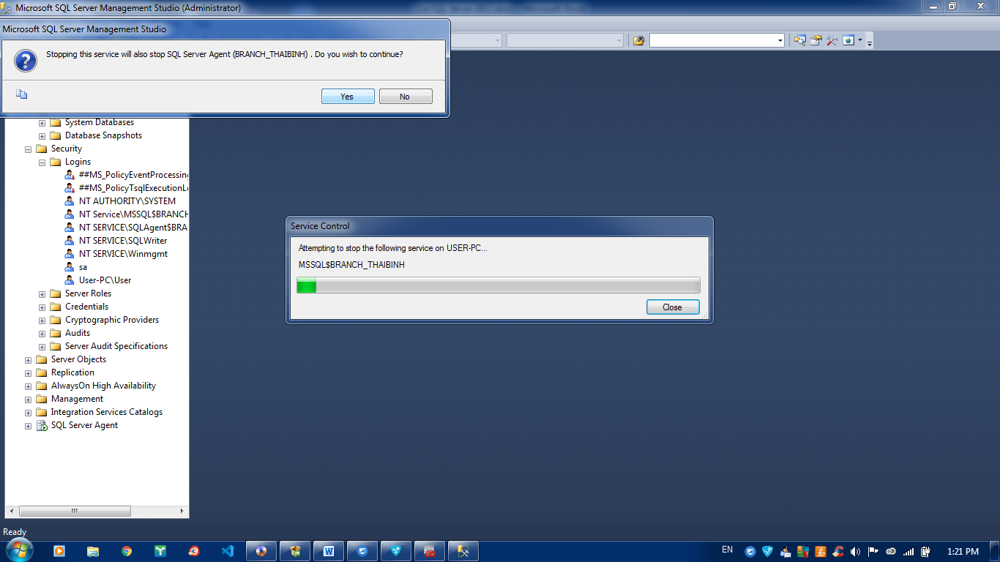 Microsoft SQL Server Management Studio (Administrator)
Microsoft SQL Server Management Studio
Stopping this service will also stop SQL Server Agent (BRANCH_THAIBINH) . Do you wish to continue?
Yes
No
System Databases
Database Snapshots
Security
Logins
##MS_PolicyEventProcessing
##MS_PolicyTsqlExecutionLo
NT AUTHORITY\SYSTEM
NT Service\MSSQL$BRANCH
NT SERVICE\SQLAgent$BRA
NT SERVICE\SQLWriter
NT SERVICE\Winmgmt
sa
User-PC\User
Server Roles
Credentials
Cryptographic Providers
Audits
Server Audit Specifications
Server Objects
Replication
AlwaysOn High Availability
Management
Integration Services Catalogs
SQL Server Agent
Service Control
Attempting to stop the following service on USER-PC...
MSSQL$BRANCH_THAIBINH
Close
Ready
EN
1:21 PM